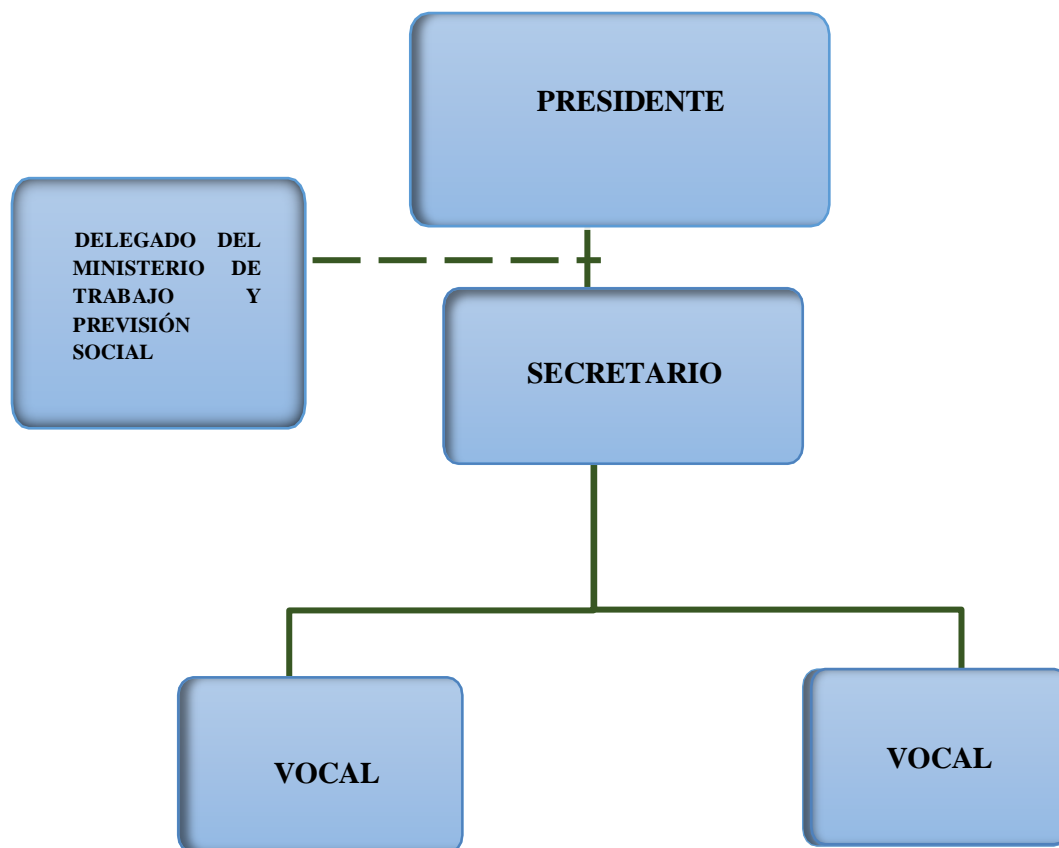 PRESIDENTE
DELEGADO DEL
MINISTERIO DE
TRABAJO Y
PREVISIÓN
SOCIAL
SECRETARIO
VOCAL
VOCAL